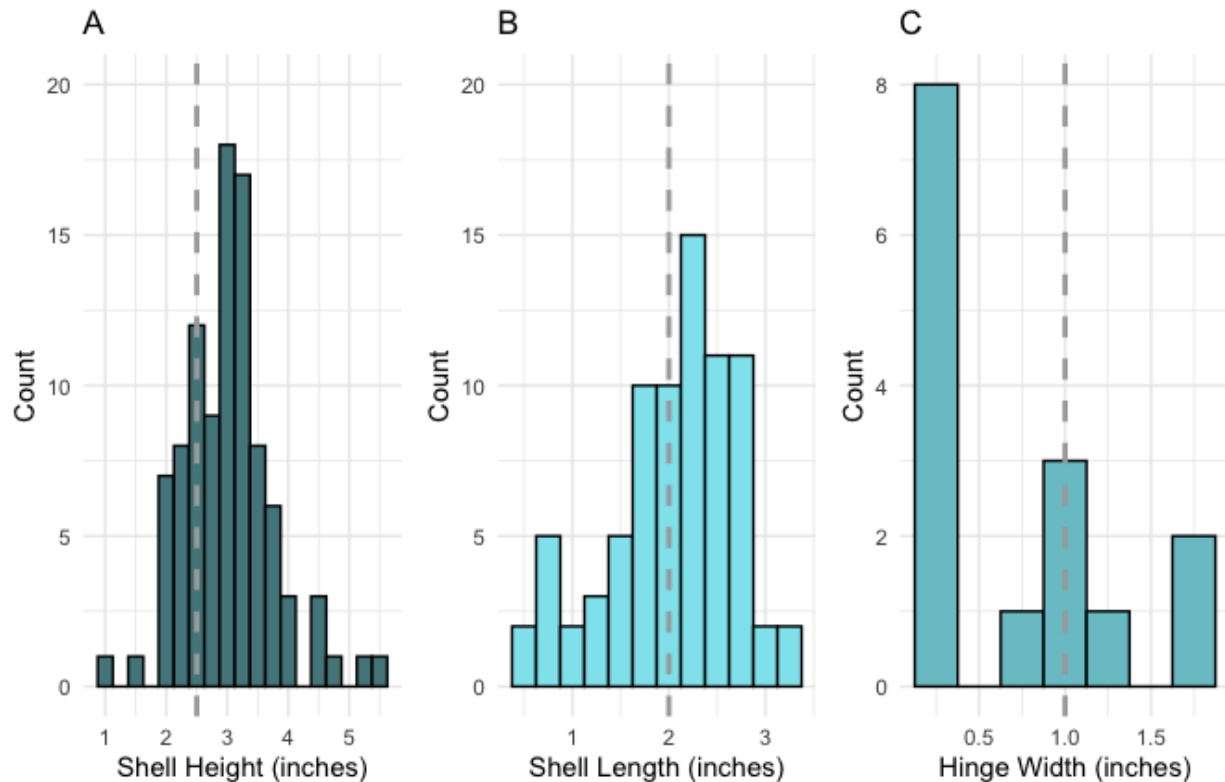 A
20
15
10
5
0
Count
1 2 3 4 5
Shell Height (inches)
B
20
15
10
5
0
Count
1 2 3
Shell Length (inches)
C
8
6
4
2
0
Count
0.5 1.0 1.5
Hinge Width (inches)